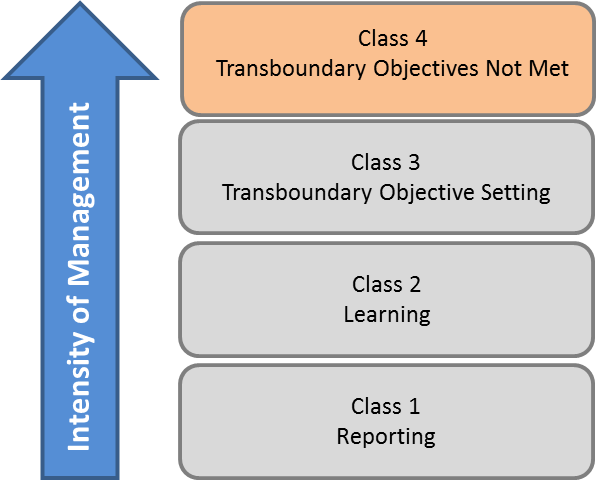 Class 4
Transboundary Objectives Not Met
Class 3
Transboundary Objective Setting
Class 2
Learning
Class 1
Reporting
Intensity of Management